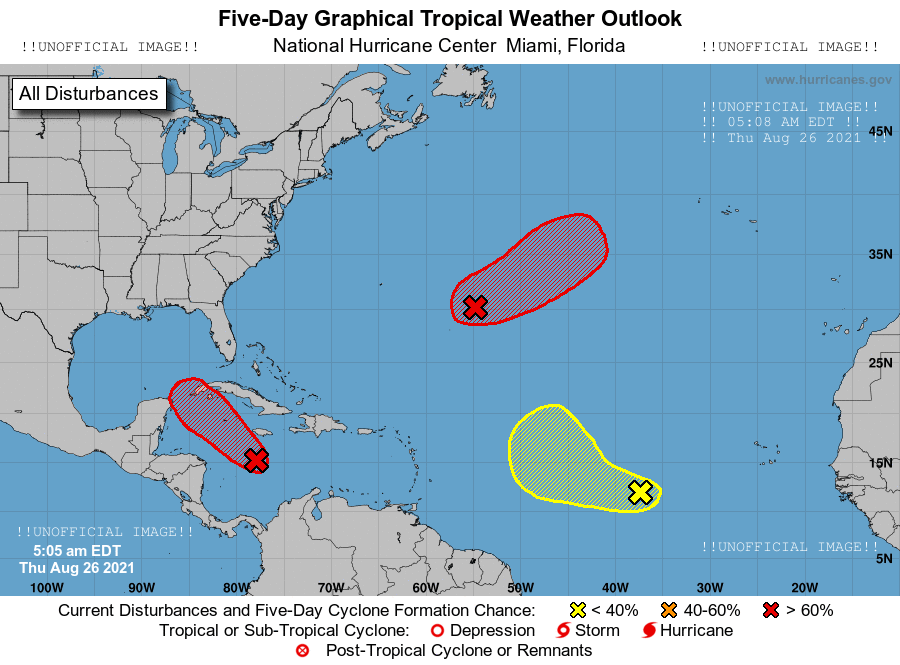 Five-Day Graphical Tropical Weather Outlook
!!UNOFFICIAL IMAGE!! National Hurricane Center Miami, Florida !!UNOFFICIAL IMAGE!!
www.hurricanes.gov
All Disturbances
!!UNOFFICIAL IMAGE!!
!! 05:08 AM EDT !!
!! Thu Aug 26 2021 !!
45N
35N
25N
15N
!!UNOFFICIAL IMAGE!!
5:05 am EDT
Thu Aug 26 2021
!!UNOFFICIAL IMAGE!!
5N
100W 90W 80W 70W 60W 50W 40W 30W 20W
Current Disturbances and Five-Day Cyclone Formation Chance: < 40% 40-60% > 60%
Tropical or Sub-Tropical Cyclone: Depression Storm Hurricane
Post-Tropical Cyclone or Remnants